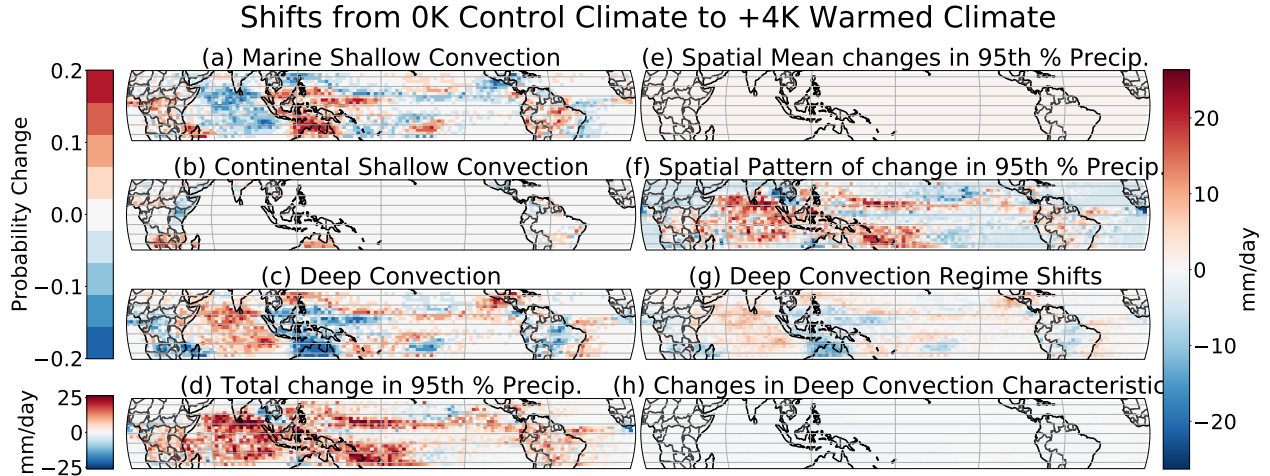 Shifts from 0K Control Climate to +4K Warmed Climate
(a) Marine Shallow Convection
(e) Spatial Mean changes in 95th % Precip.
(b) Continental Shallow Convection
(f) Spatial Pattern of change in 95th % Precip.
(c) Deep Convection
(g) Deep Convection Regime Shifts
(d) Total change in 95th % Precip.
(h) Changes in Deep Convection Characteristic
Probability Change
0.2
0.1
0.0
−0.1
−0.2
mm/day
25
0
−25
20
10
0
−10
−20
mm/day